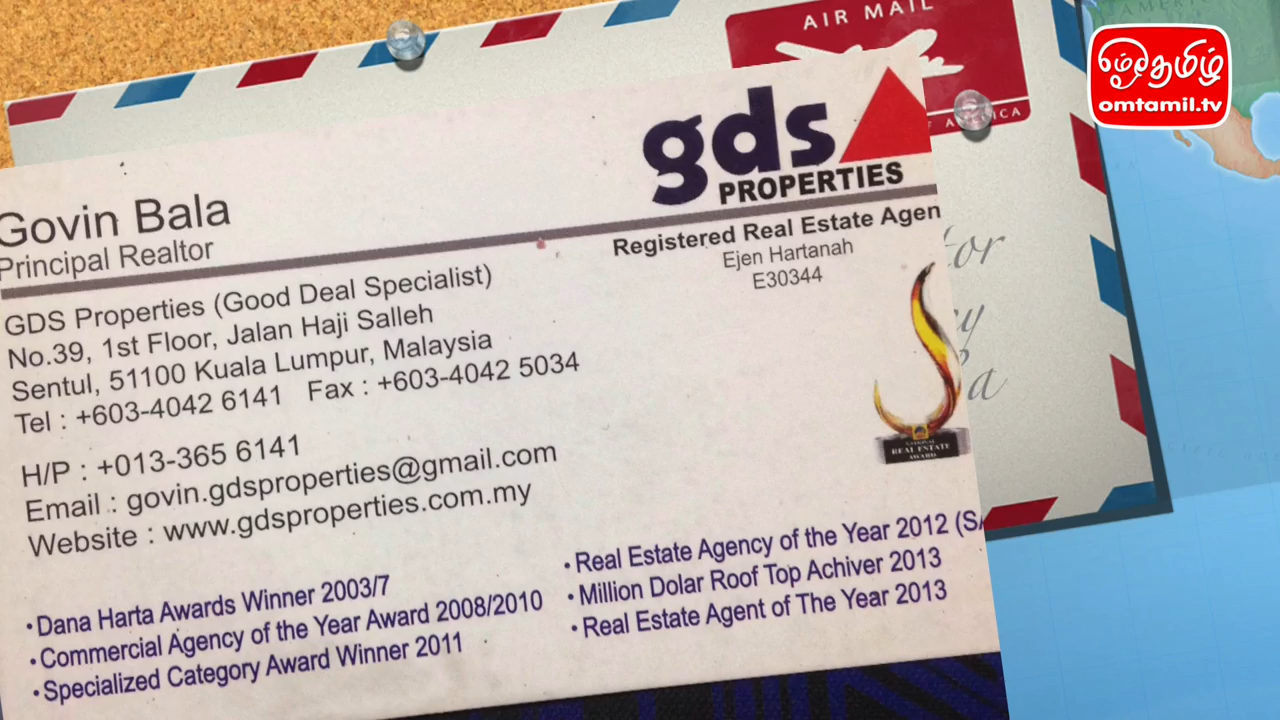 AIR MAIL
ஓம்தமிழ்
omtamil.tv
gds
PROPERTIES
Govin Bala
Principal Realtor
Registered Real Estate Agen
Ejen Hartanah
E30344
GDS Properties (Good Deal Specialist)
No.39, 1st Floor, Jalan Haji Salleh
Sentul, 51100 Kuala Lumpur, Malaysia
Tel : +603-4042 6141 Fax : +603-4042 5034
H/P : +013-365 6141
Email : govin.gdsproperties@gmail.com
Website : www.gdsproperties.com.my
NATIONAL
REAL ESTATE
AWARD
•Dana Harta Awards Winner 2003/7
•Commercial Agency of the Year Award 2008/2010
•Specialized Category Award Winner 2011
•Real Estate Agency of the Year 2012 (SA
•Million Dolar Roof Top Achiver 2013
•Real Estate Agent of The Year 2013